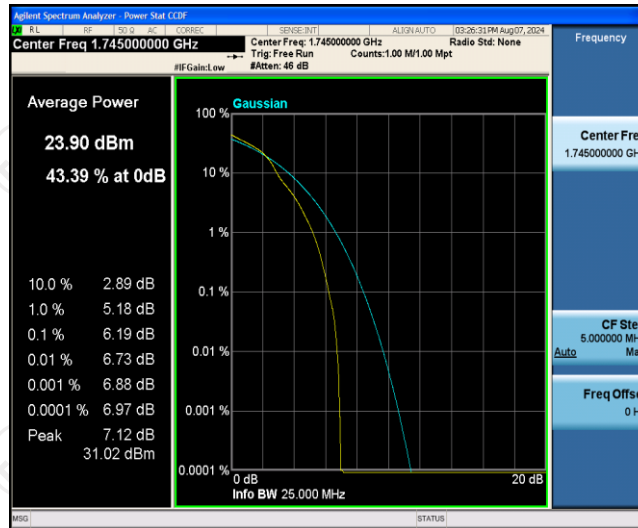 Agilent Spectrum Analyzer - Power Stat CCDF
RL RF 50 Ω AC CORREC SENSE:INT ALIGN AUTO 03:26:31 PM Aug 07, 2024
Center Freq 1.745000000 GHz
Center Freq: 1.745000000 GHz Radio Std: None
Trig: Free Run Counts:1.00 M/1.00 Mpt
#IFGain:Low #Atten: 46 dB
Frequency
Average Power
23.90 dBm
43.39 % at 0dB
10.0 % 2.89 dB
1.0 % 5.18 dB
0.1 % 6.19 dB
0.01 % 6.73 dB
0.001 % 6.88 dB
0.0001 % 6.97 dB
Peak 7.12 dB
31.02 dBm
Gaussian
100 %
10 %
1 %
0.1 %
0.01 %
0.001 %
0.0001 %
0 dB 20 dB
Info BW 25.000 MHz
Center Fre
1.745000000 GH
CF Ste
5.000000 MH
Auto Ma
Freq Offse
0 H
MSG STATUS